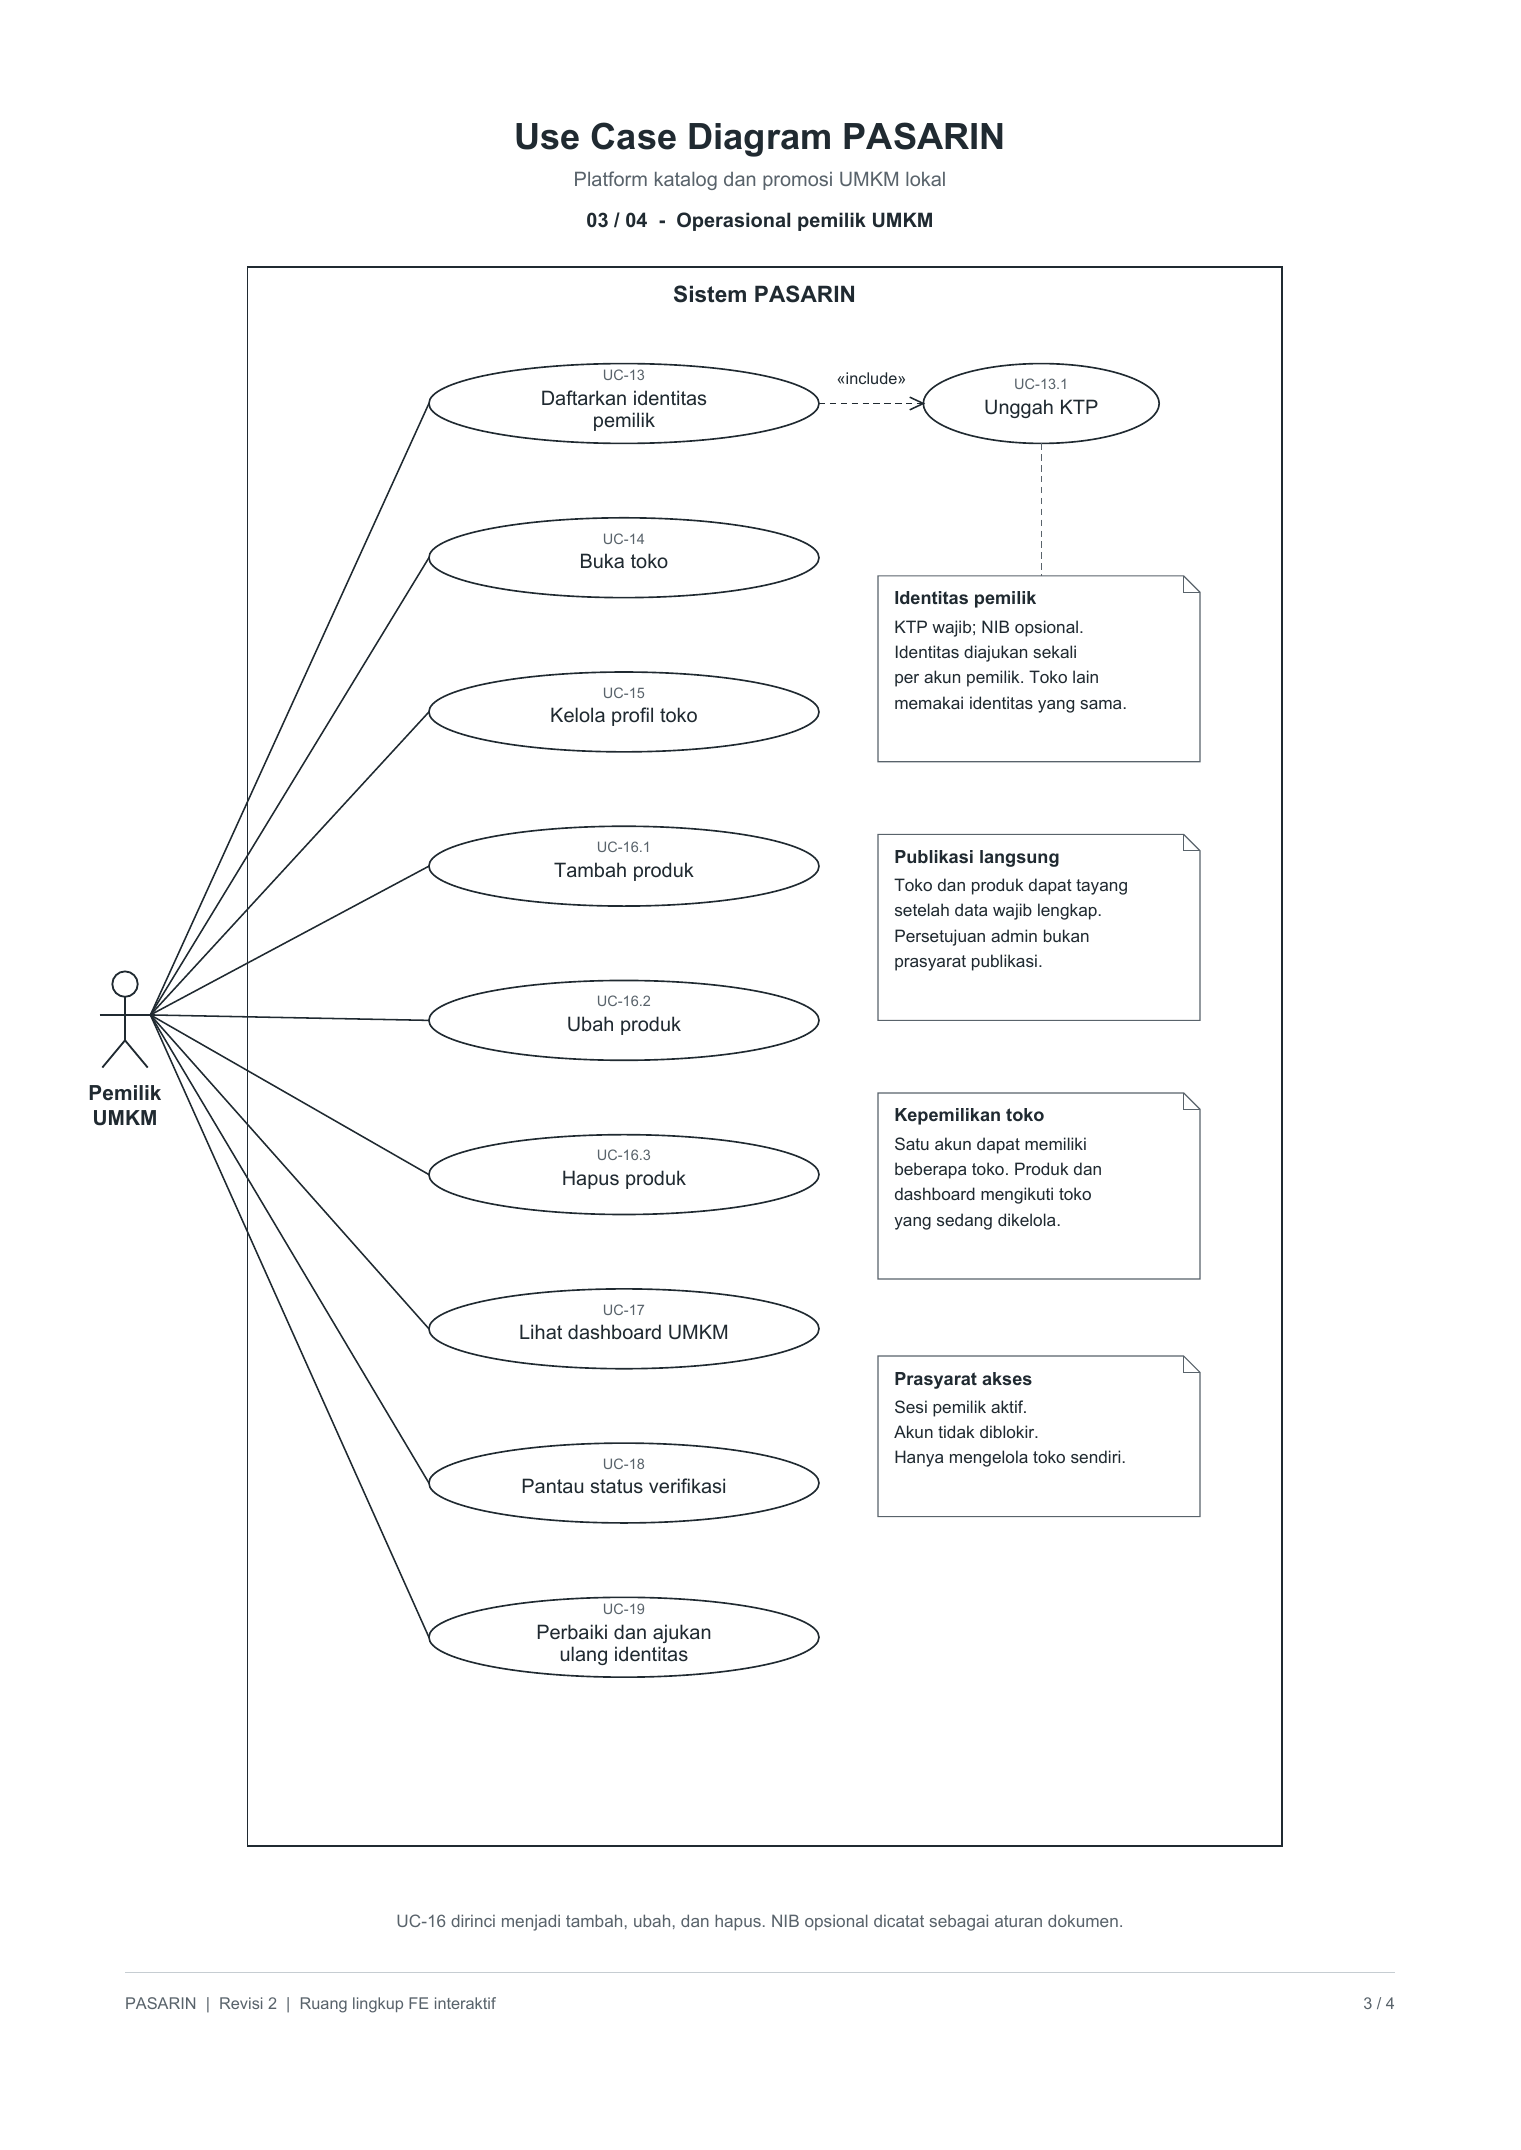 Use Case Diagram PASARIN
Platform katalog dan promosi UMKM lokal
03 / 04 - Operasional pemilik UMKM
Sistem PASARIN
UC-13
Daftarkan identitas
pemilik
«include»
UC-13.1
Unggah KTP
UC-14
Buka toko
Identitas pemilik
KTP wajib; NIB opsional.
Identitas diajukan sekali
per akun pemilik. Toko lain
memakai identitas yang sama.
UC-15
Kelola profil toko
UC-16.1
Tambah produk
Publikasi langsung
Toko dan produk dapat tayang
setelah data wajib lengkap.
Persetujuan admin bukan
prasyarat publikasi.
UC-16.2
Ubah produk
Pemilik
UMKM
Kepemilikan toko
Satu akun dapat memiliki
beberapa toko. Produk dan
dashboard mengikuti toko
yang sedang dikelola.
UC-16.3
Hapus produk
UC-17
Lihat dashboard UMKM
Prasyarat akses
Sesi pemilik aktif.
Akun tidak diblokir.
Hanya mengelola toko sendiri.
UC-18
Pantau status verifikasi
UC-19
Perbaiki dan ajukan
ulang identitas
UC-16 dirinci menjadi tambah, ubah, dan hapus. NIB opsional dicatat sebagai aturan dokumen.
PASARIN | Revisi 2 | Ruang lingkup FE interaktif
3 / 4